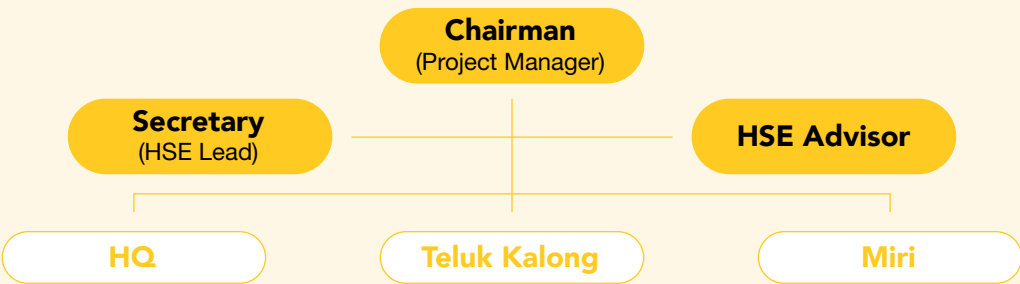 Chairman
(Project Manager)
Secretary
(HSE Lead)
HSE Advisor
HQ
Teluk Kalong
Miri